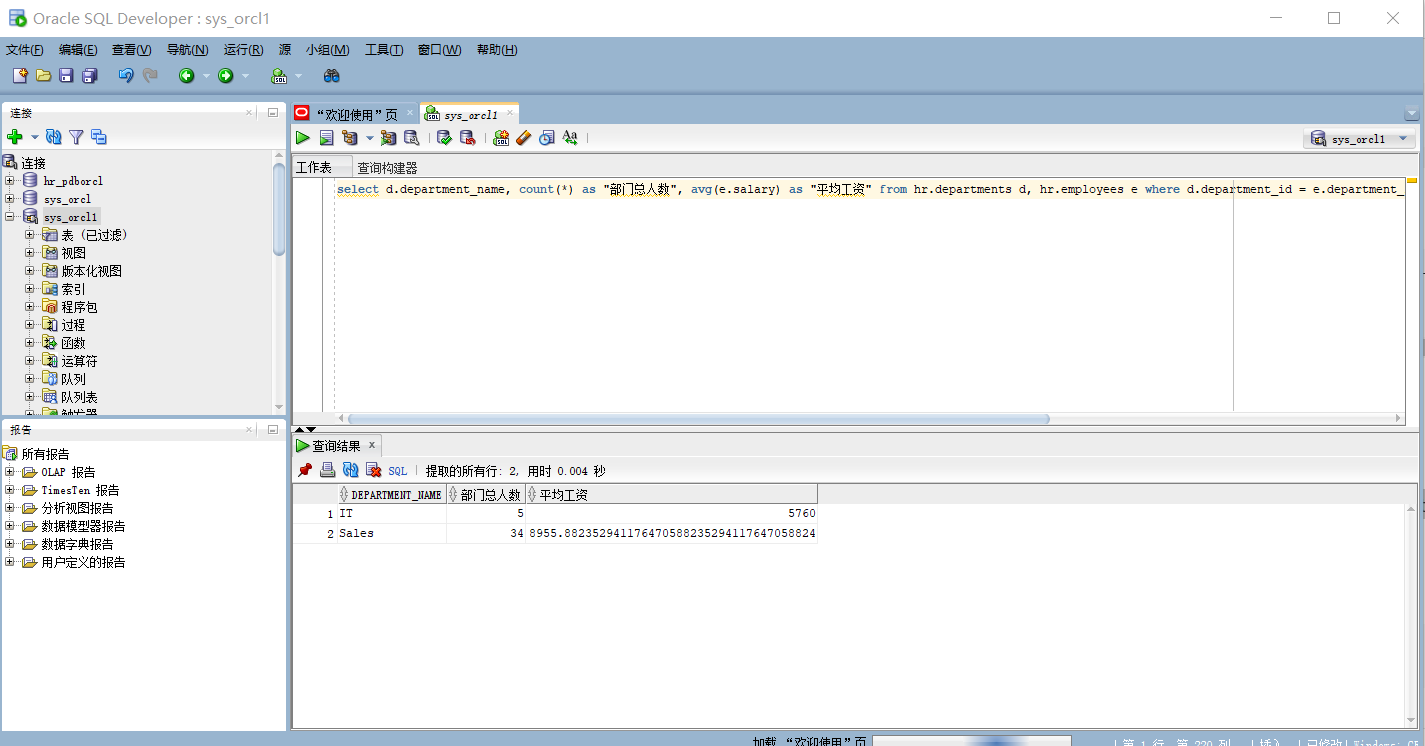 Oracle SQL Developer : sys_orcl1
文件(F) 编辑(E) 查看(V) 导航(N) 运行(R) 源 小组(M) 工具(T) 窗口(W) 帮助(H)
连接
连接
hr_pdborcl
sys_orcl
sys_orcl1
表 (已过滤)
视图
版本化视图
索引
程序包
过程
函数
运算符
队列
队列表
触发器
报告
所有报告
OLAP 报告
TimesTen 报告
分析视图报告
数据模型器报告
数据字典报告
用户定义的报告
“欢迎使用”页 sys_orcl1
sys_orcl1
工作表 查询构建器
select d.department_name, count(*) as "部门总人数", avg(e.salary) as "平均工资" from hr.departments d, hr.employees e where d.department_id = e.department_
查询结果
SQL 提取的所有行: 2, 用时 0.004 秒
DEPARTMENT_NAME 部门总人数 平均工资
1 IT 5 5760
2 Sales 34 8955.88235294117647058823529411764705882​4
加载 “欢迎使用”页
第 1 行, 第 220 列 插入 已修改 Windows: CR